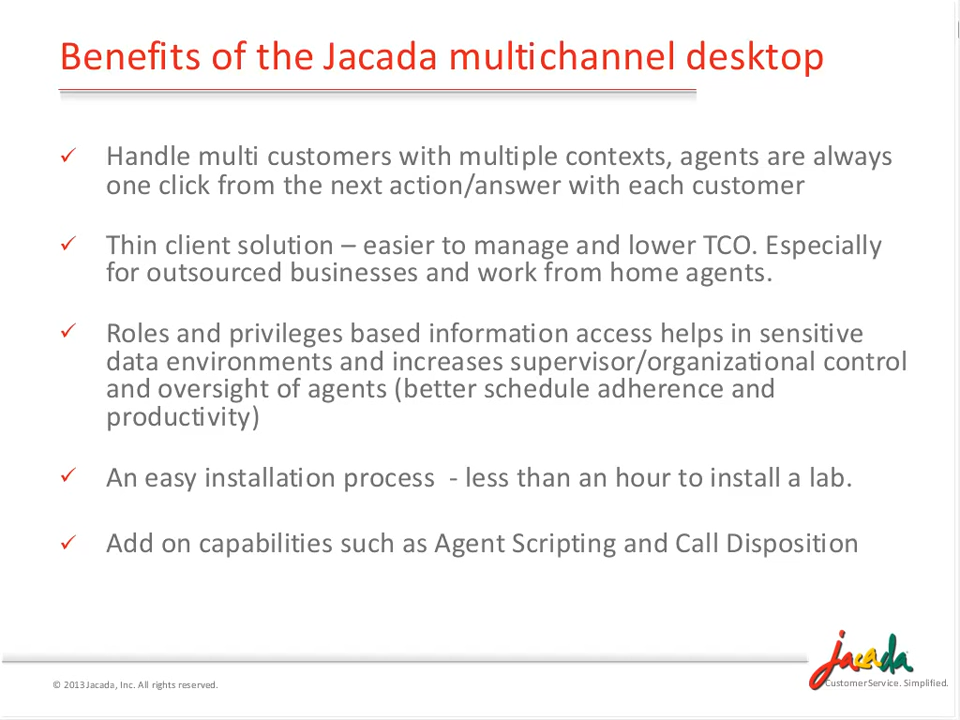 Benefits of the Jacada multichannel desktop
✓ Handle multi customers with multiple contexts, agents are always
one click from the next action/answer with each customer
✓ Thin client solution – easier to manage and lower TCO. Especially
for outsourced businesses and work from home agents.
✓ Roles and privileges based information access helps in sensitive
data environments and increases supervisor/organizational control
and oversight of agents (better schedule adherence and
productivity)
✓ An easy installation process  - less than an hour to install a lab.
✓ Add on capabilities such as Agent Scripting and Call Disposition
jacada
CustomerService. Simplified.
© 2013 Jacada, Inc. All rights reserved.